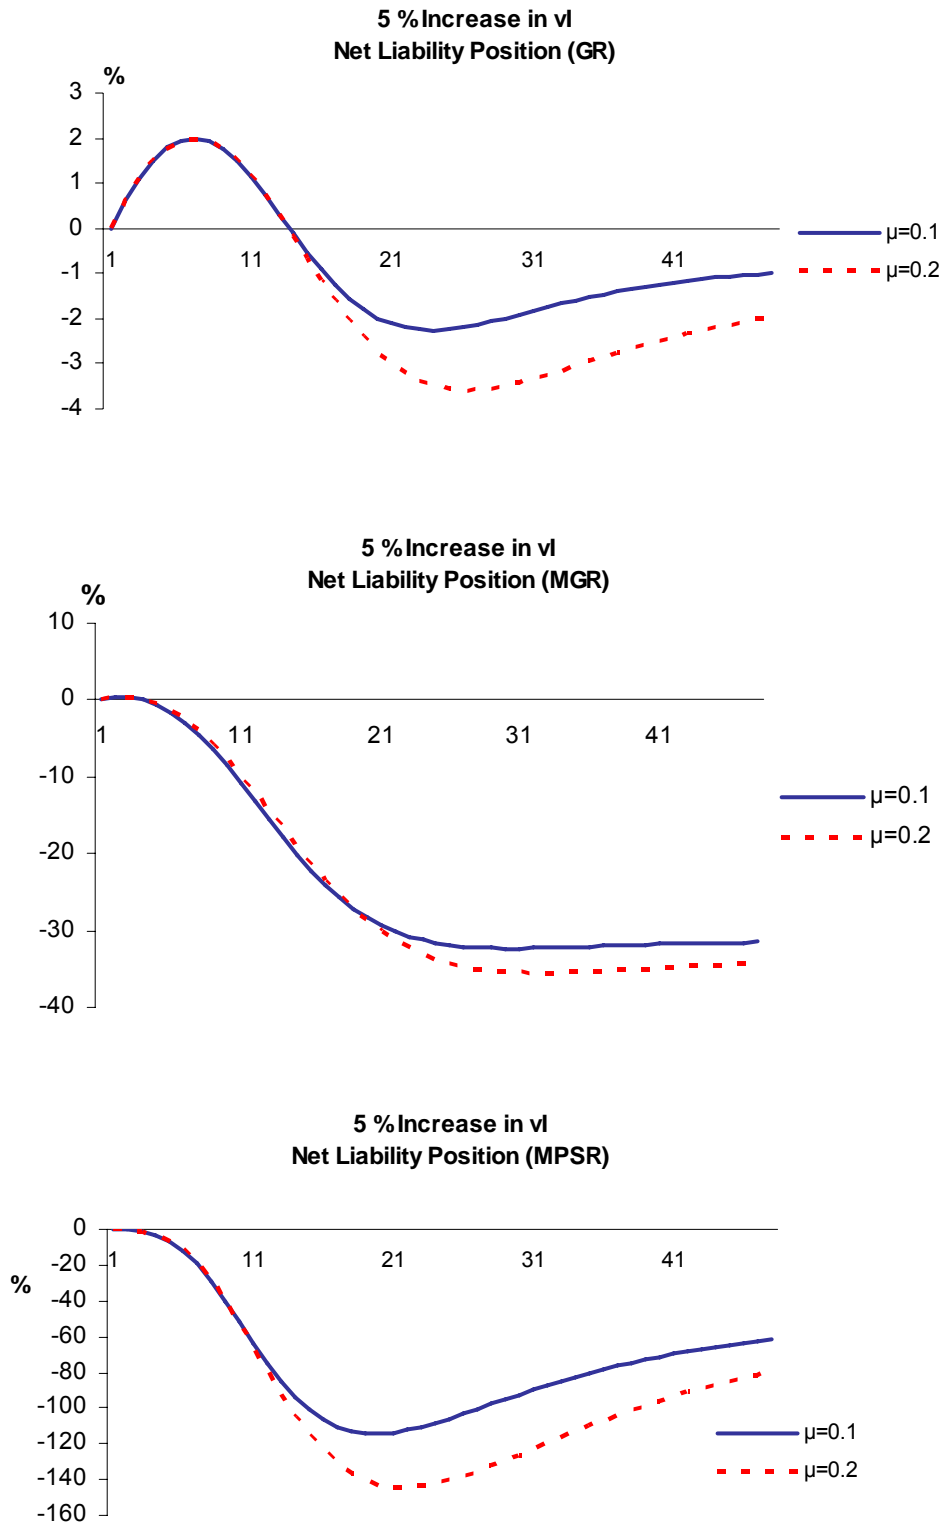 5 %Increase in vl
Net Liability Position (GR)
%
3
2
1
0
-1
-2
-3
-4
1 11 21 31 41
μ=0.1
μ=0.2
5 %Increase in vl
Net Liability Position (MGR)
%
10
0
-10
-20
-30
-40
1 11 21 31 41
μ=0.1
μ=0.2
5 %Increase in vl
Net Liability Position (MPSR)
%
0
-20
-40
-60
-80
-100
-120
-140
-160
1 11 21 31 41
μ=0.1
μ=0.2